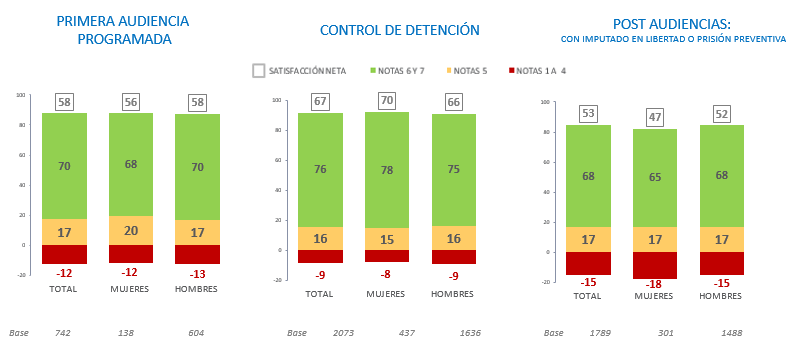 PRIMERA AUDIENCIA
PROGRAMADA
CONTROL DE DETENCIÓN
POST AUDIENCIAS:
CON IMPUTADO EN LIBERTAD O PRISIÓN PREVENTIVA
SATISFACCIÓN NETA NOTAS 6 Y 7 NOTAS 5 NOTAS 1 A 4
100
80
60
40
20
0
-20
58 56 58
70 68 70
17 20 17
-12 -12 -13
TOTAL MUJERES HOMBRES
Base 742 138 604
100
80
60
40
20
0
-20
67 70 66
76 78 75
16 15 16
-9 -8 -9
TOTAL MUJERES HOMBRES
Base 2073 437 1636
100
80
60
40
20
0
-20
53 47 52
68 65 68
17 17 17
-15 -18 -15
TOTAL MUJERES HOMBRES
Base 1789 301 1488